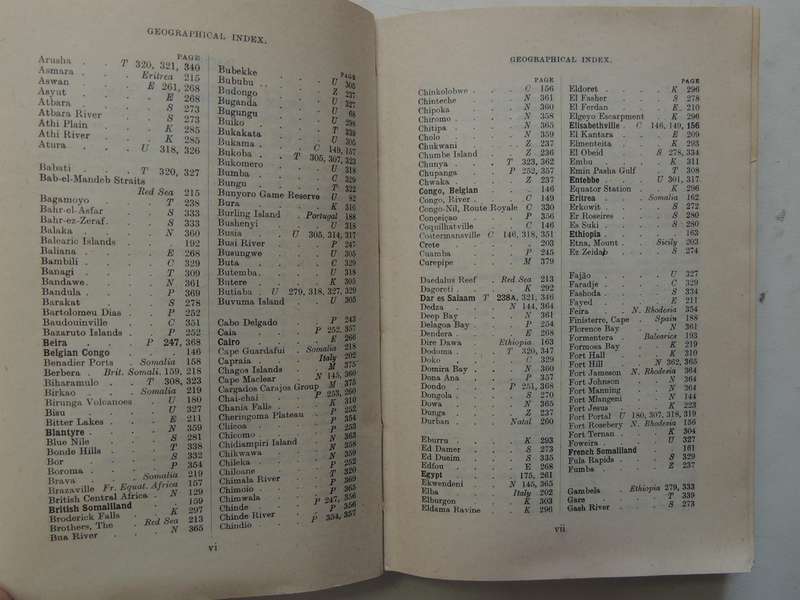 GEOGRAPHICAL INDEX.
PAGE
Arusha . . T 320, 321, 340
Asmara . . Eritrea 215
Aswan . . E 261, 268
Asyut . . . E 268
Atbara . . . S 273
Atbara River . . S 273
Athi Plain . . K 285
Athi River . . K 285
Atura . . U 318, 326
Babati . . T 320, 327
Bab-el-Mandeb Straits
Red Sea 215
Bagamoyo . . T 238
Bahr-el-Asfar . . S 333
Bahr-ez-Zeraf . . S 333
Balaka . . . N 360
Balearic Islands . . 192
Baliana . . . E 268
Bambili . . . C 329
Banagi . . . T 309
Bandawe . . . N 361
Bandula . . . P 369
Barakat . . . S 278
Bartolomeu Dias . P 252
Baudouinville . . C 351
Bazaruto Islands . P 252
Beira . . P 247, 368
Belgian Congo . . 146
Benadier Ports Somalia 158
Berbera . Brit. Somali. 159, 218
Biharamulo . T 308, 323
Birkao . . Somalia 219
Birunga Volcanoes . U 180
Bisu . . . U 327
Bitter Lakes . . E 211
Blantyre . . . N 359
Blue Nile . . . S 281
Bonde Hills . . T 338
Bor . . . S 332
Boroma . . . P 354
Brava . . Somalia 219
Brazaville Fr. Equat. Africa 157
British Central Africa . N 129
British Somaliland . 159
Broderick Falls . K 297
Brothers, The . Red Sea 213
Bua River . . . N 365
PAGE
Bubekke . . . U 305
Bububu . . . Z 237
Budongo . . . U 327
Buganda . . . U 68
Bugungu . . . U 298
Buiko . . . T 339
Bukakata . . . U 305
Bukama . . C 149, 157
Bukoba . . T 305, 307, 323
Bukomero . . . U 318
Bumba . . . C 329
Bungu . . . T 322
Bunyoro Game Reserve U 82
Bura . . . K 316
Burling Island . Portugal 188
Bushenyi . . . U 318
Busia . . U 305, 314, 317
Busi River . . P 247
Busungwe . . . U 305
Buta . . . C 329
Butemba . . . U 318
Butere . . . K 305
Butiaba . U 279, 318, 327, 329
Buvuma Island . . U 305
Cabo Delgado . . P 243
Caia . . . P 252, 357
Cairo . . . E 266
Cape Guardafui . Somalia 218
Capraia . . Italy 202
Chagos Islands . M 375
Cape Maclear . N 145, 360
Cargados Carajos Group M 375
Chai-chai . . P 253, 260
Chania Falls . . K 310
Cheringoma Plateau . P 252
Chicoa . . . P 354
Chicomo . . . P 253
Chidiampiri Island . N 363
Chikwawa . . . N 358
Chileka . . . N 359
Chiloane . . . P 252
Chimala River . . T 320
Chimoio . . . P 369
Chimwala . . . N 365
Chinde . . P 247, 356
Chinde River . . P 356
Chindio . . P 354, 357
vi
GEOGRAPHICAL INDEX.
PAGE
Chinkolobwe . . C 156
Chinteche . . . N 361
Chipoka . . . N 360
Chiromo . . . N 358
Chitipa . . . N 365
Cholo . . . N 359
Chukwani . . . Z 237
Chumbe Island . . Z 236
Chunya . . T 323, 362
Chupanga . . P 252, 357
Chwaka . . . Z 237
Congo, Belgian . . 146
Congo, River . . C 149
Congo-Nil, Route Royale C 330
Conçeiçao . . . P 356
Coquilhatville . . C 146
Costermansville C 146, 318, 351
Crete . . . 203
Cuamba . . . P 245
Curepipe . . . M 379
Daedalus Reef . Red Sea 213
Dagoreti . . . K 292
Dar es Salaam T 238A, 321, 346
Dedza . . N 144, 364
Deep Bay . . . N 361
Delagoa Bay . . P 254
Dendera . . . E 268
Dire Dawa . Ethiopia 163
Dodoma . . T 320, 347
Doko . . . C 329
Domira Bay . . N 360
Dona Ana . . . P 357
Dondo . . P 251, 368
Dongola . . . S 270
Dowa . . . N 365
Dunga . . . Z 237
Durban . . Natal 260
Eburru . . . K 293
Ed Damer . . . S 273
Ed Dueim . . . S 335
Edfou . . . E 268
Egypt . . 175, 261
Ekwendeni . . N 145, 365
Elba . . Italy 202
Elburgon . . . K 303
Eldama Ravine . . K 296
PAGE
Eldoret . . . K 296
El Fasher . . . S 278
El Ferdan . . . E 210
Elgeyo Escarpment . K 296
Elisabethville . C 146, 149, 156
El Kantara . . E 209
Elmenteita . . K 293
El Obeid . . S 278, 334
Embu . . . K 311
Emin Pasha Gulf . T 308
Entebbe . . U 301, 317
Equator Station . K 296
Eritrea . . Somalia 162
Erkowit . . . S 272
Er Roseires . . S 280
Es Suki . . . S 280
Ethiopia . . . 163
Etna, Mount . Sicily 203
Ez Zeidab . . . S 274
Fajão . . . U 327
Faradje . . . C 329
Fashoda . . . S 334
Fayed . . . E 211
Feira . . N. Rhodesia 354
Finisterre, Cape . Spain 188
Florence Bay . . N 361
Formentera . Balearics 193
Formosa Bay . . K 219
Fort Hall . . . K 310
Fort Hill . . N 362, 365
Fort Jameson . N. Rhodesia 364
Fort Johnson . . N 364
Fort Manning . . N 364
Fort Mlangeni . . N 144
Fort Jesus . . K 223
Fort Portal . U 180, 307, 318, 319
Fort Rosebery . N. Rhodesia 156
Fort Ternan . . K 304
Foweira . . . U 327
French Somaliland . 161
Fula Rapids . . S 329
Fumba . . . Z 237
Gambela . Ethiopia 279, 333
Gare . . . T 339
Gash River . . S 273
vii